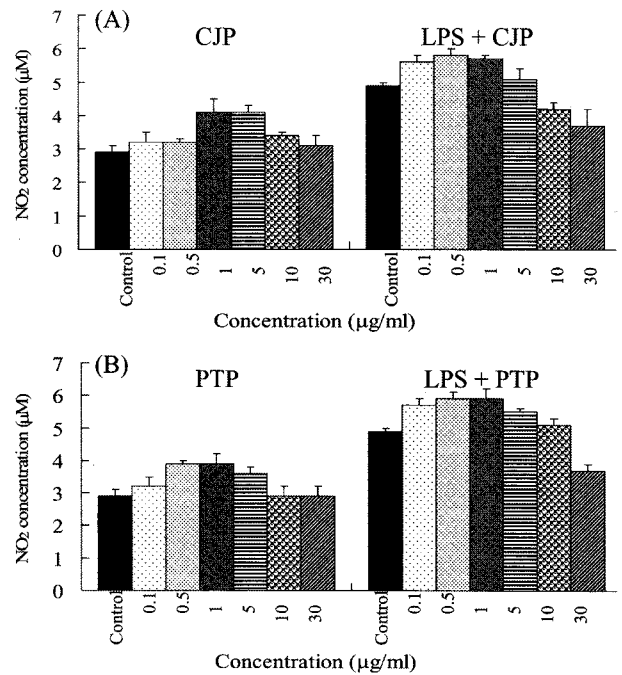 (A)
CJP
LPS + CJP
NO₂ concentration (μM)
7
6
5
4
3
2
1
0
Control 0.1 0.5 1 5 10 30 Control 0.1 0.5 1 5 10 30
Concentration (μg/ml)
(B)
PTP
LPS + PTP
NO₂ concentration (μM)
7
6
5
4
3
2
1
0
Control 0.1 0.5 1 5 10 30 Control 0.1 0.5 1 5 10 30
Concentration (μg/ml)